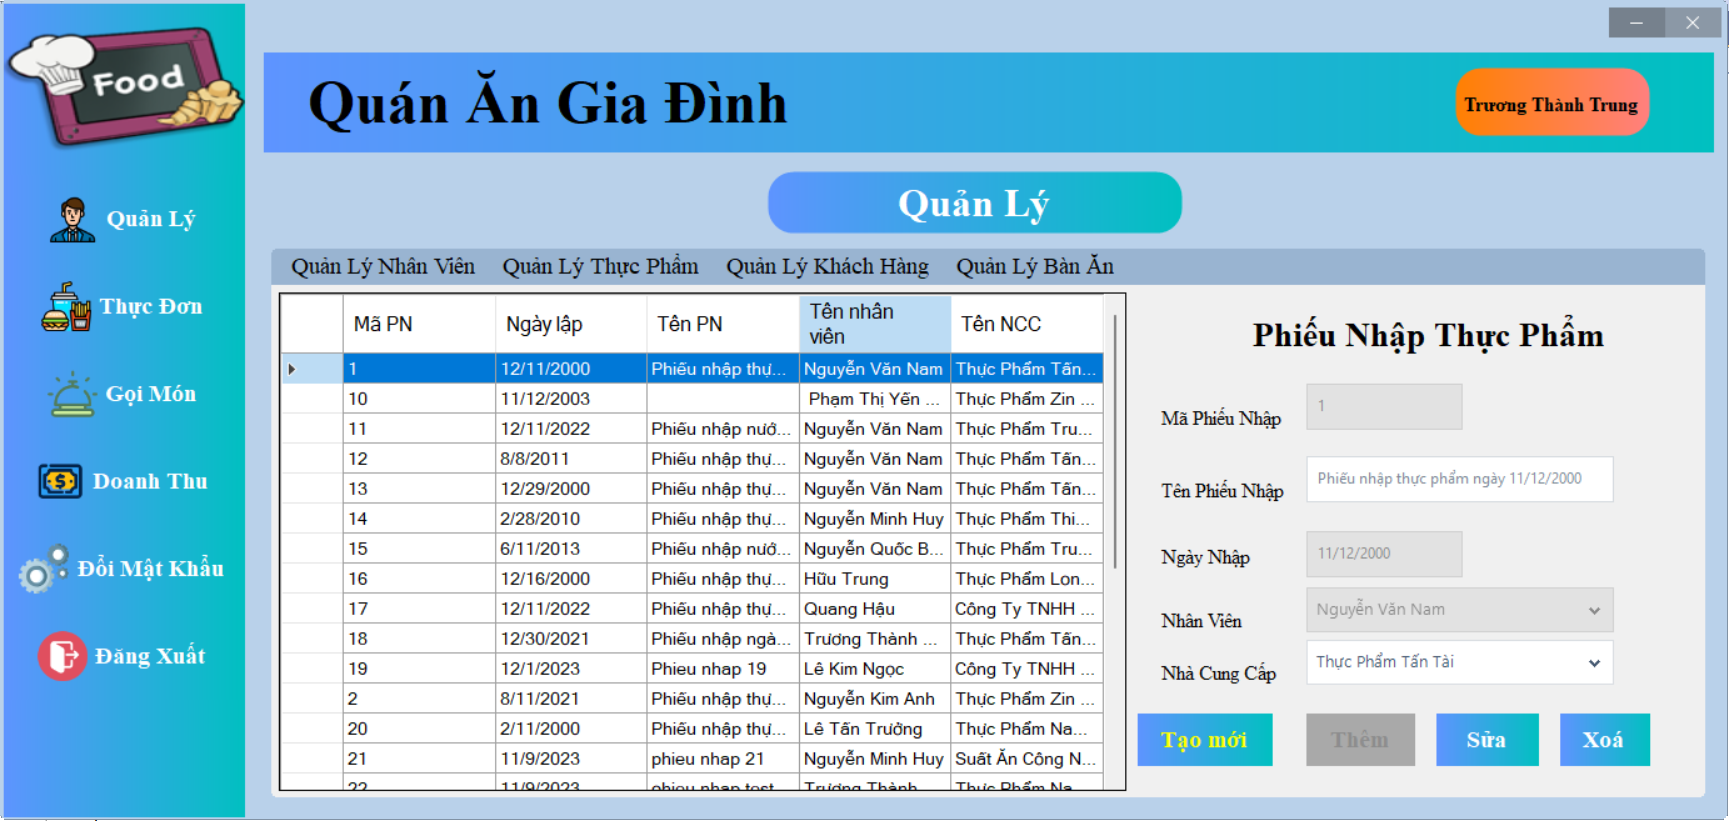 Food
Quán Ăn Gia Đình
Trương Thành Trung
Quản Lý
Thực Đơn
Gọi Món
Doanh Thu
Đổi Mật Khẩu
Đăng Xuất
Quản Lý
Quản Lý Nhân Viên Quản Lý Thực Phẩm Quản Lý Khách Hàng Quản Lý Bàn Ăn
Mã PN Ngày lập Tên PN Tên nhân viên Tên NCC
1 12/11/2000 Phiếu nhập thự... Nguyễn Văn Nam Thực Phẩm Tấn...
10 11/12/2003 Phạm Thị Yến ... Thực Phẩm Zin ...
11 12/11/2022 Phiếu nhập nướ... Nguyễn Văn Nam Thực Phẩm Tru...
12 8/8/2011 Phiếu nhập thự... Nguyễn Văn Nam Thực Phẩm Tấn...
13 12/29/2000 Phiếu nhập thự... Nguyễn Văn Nam Thực Phẩm Tấn...
14 2/28/2010 Phiếu nhập thự... Nguyễn Minh Huy Thực Phẩm Thi...
15 6/11/2013 Phiếu nhập nướ... Nguyễn Quốc B... Thực Phẩm Tru...
16 12/16/2000 Phiếu nhập thự... Hữu Trung Thực Phẩm Lon...
17 12/11/2022 Phiếu nhập thự... Quang Hậu Công Ty TNHH ...
18 12/30/2021 Phiếu nhập ngà... Trương Thành ... Thực Phẩm Tấn...
19 12/1/2023 Phieu nhap 19 Lê Kim Ngọc Công Ty TNHH ...
2 8/11/2021 Phiếu nhập thự... Nguyễn Kim Anh Thực Phẩm Zin ...
20 2/11/2000 Phiếu nhập thự... Lê Tấn Trưởng Thực Phẩm Na...
21 11/9/2023 phieu nhap 21 Nguyễn Minh Huy Suất Ăn Công N...
22 11/9/2023 phieu nhap test Trương Thành Thực Phẩm Na
Phiếu Nhập Thực Phẩm
Mã Phiếu Nhập 1
Tên Phiếu Nhập Phiếu nhập thực phẩm ngày 11/12/2000
Ngày Nhập 11/12/2000
Nhân Viên Nguyễn Văn Nam
Nhà Cung Cấp Thực Phẩm Tấn Tài
Tạo mới Thêm Sửa Xoá